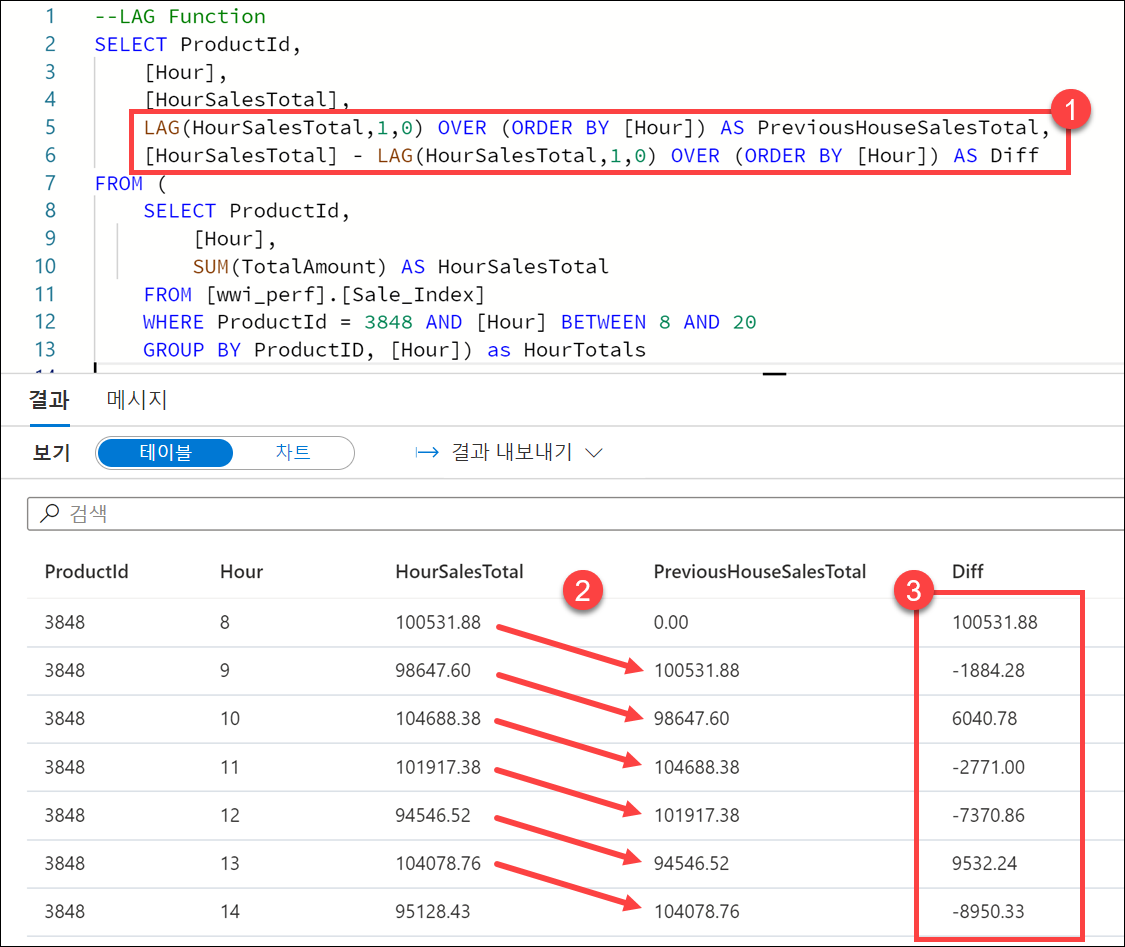 1 --LAG Function
2 SELECT ProductId,
3 [Hour],
4 [HourSalesTotal],
5 LAG(HourSalesTotal,1,0) OVER (ORDER BY [Hour]) AS PreviousHouseSalesTotal,
1
6 [HourSalesTotal] - LAG(HourSalesTotal,1,0) OVER (ORDER BY [Hour]) AS Diff
7 FROM (
8 SELECT ProductId,
9 [Hour],
10 SUM(TotalAmount) AS HourSalesTotal
11 FROM [wwi_perf].[Sale_Index]
12 WHERE ProductId = 3848 AND [Hour] BETWEEN 8 AND 20
13 GROUP BY ProductID, [Hour]) as HourTotals
결과 메시지
보기 테이블 차트 결과 내보내기
검색
ProductId Hour HourSalesTotal 2 PreviousHouseSalesTotal 3 Diff
3848 8 100531.88 0.00 100531.88
3848 9 98647.60 100531.88 -1884.28
3848 10 104688.38 98647.60 6040.78
3848 11 101917.38 104688.38 -2771.00
3848 12 94546.52 101917.38 -7370.86
3848 13 104078.76 94546.52 9532.24
3848 14 95128.43 104078.76 -8950.33